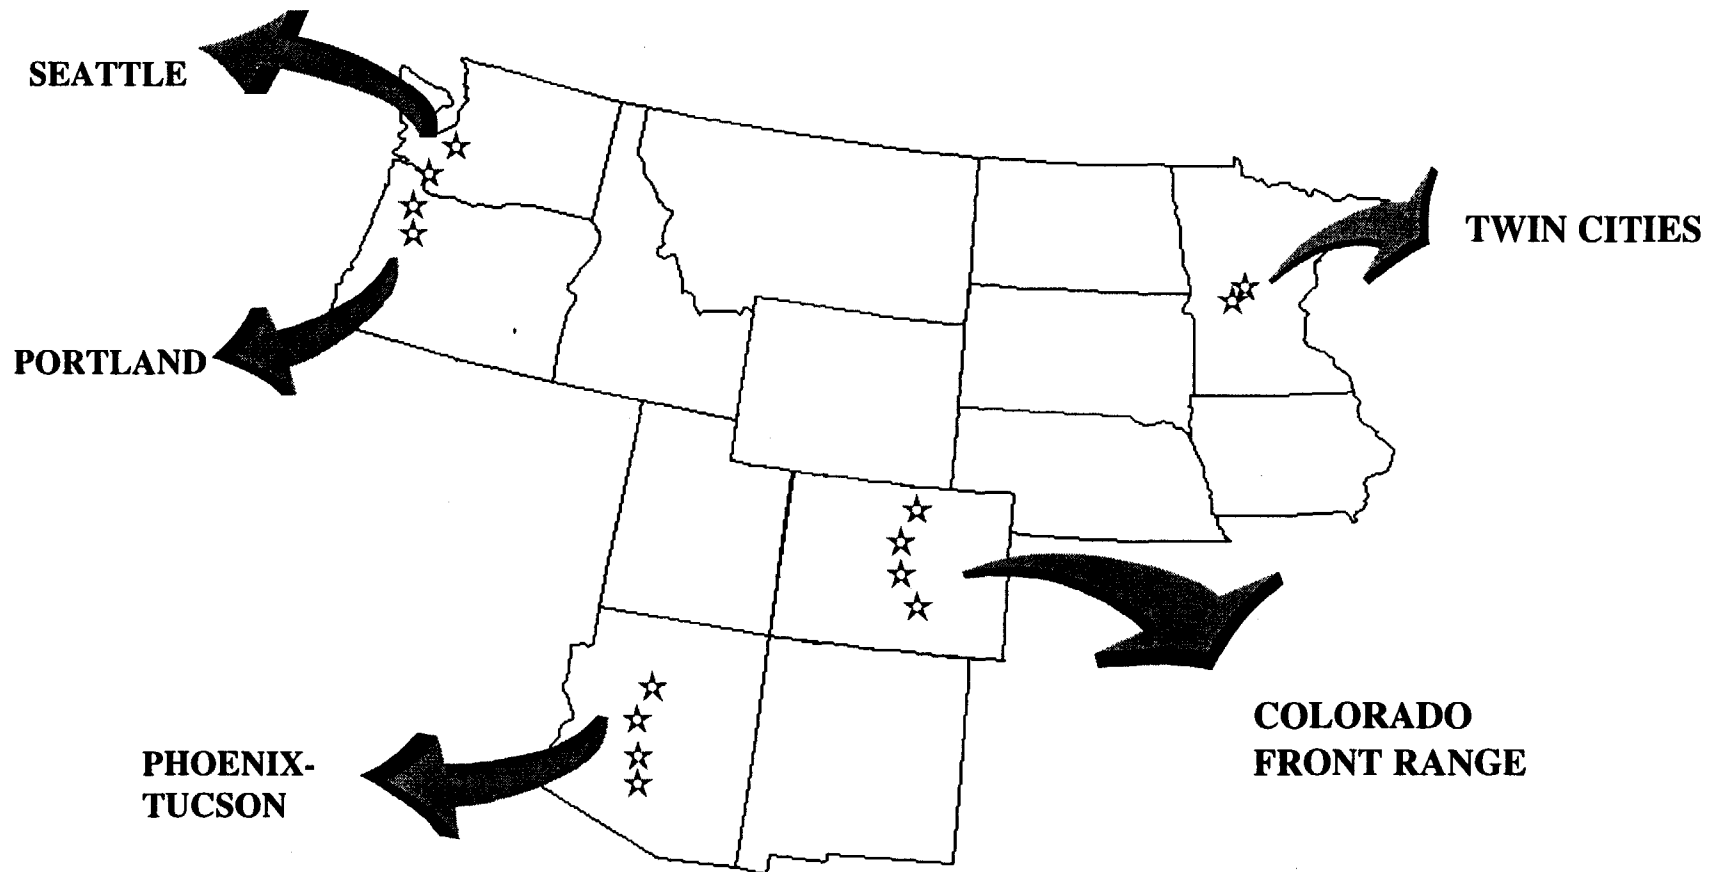 SEATTLE
TWIN CITIES
PORTLAND
COLORADO
FRONT RANGE
PHOENIX-
TUCSON